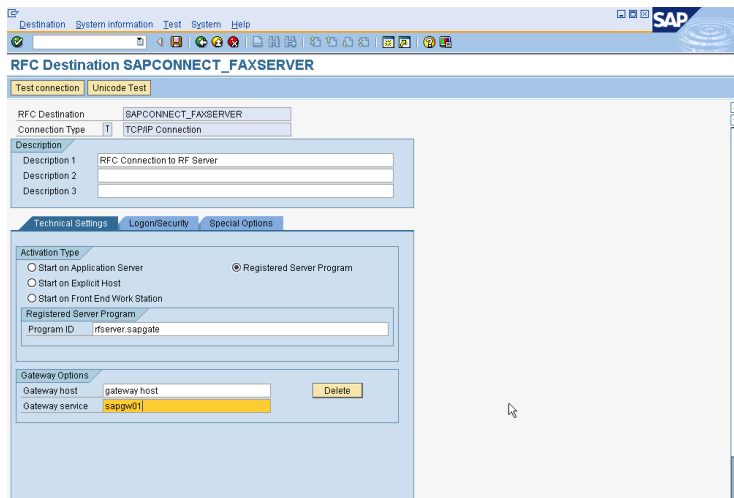 Destination System information Test System Help
SAP
RFC Destination SAPCONNECT_FAXSERVER
Test connection Unicode Test
RFC Destination SAPCONNECT_FAXSERVER
Connection Type T TCP/IP Connection
Description
Description 1 RFC Connection to RF Server
Description 2
Description 3
Technical Settings Logon/Security Special Options
Activation Type
Start on Application Server Registered Server Program
Start on Explicit Host
Start on Front End Work Station
Registered Server Program
Program ID rfserver.sapgate
Gateway Options
Gateway host gateway host Delete
Gateway service sapgw01